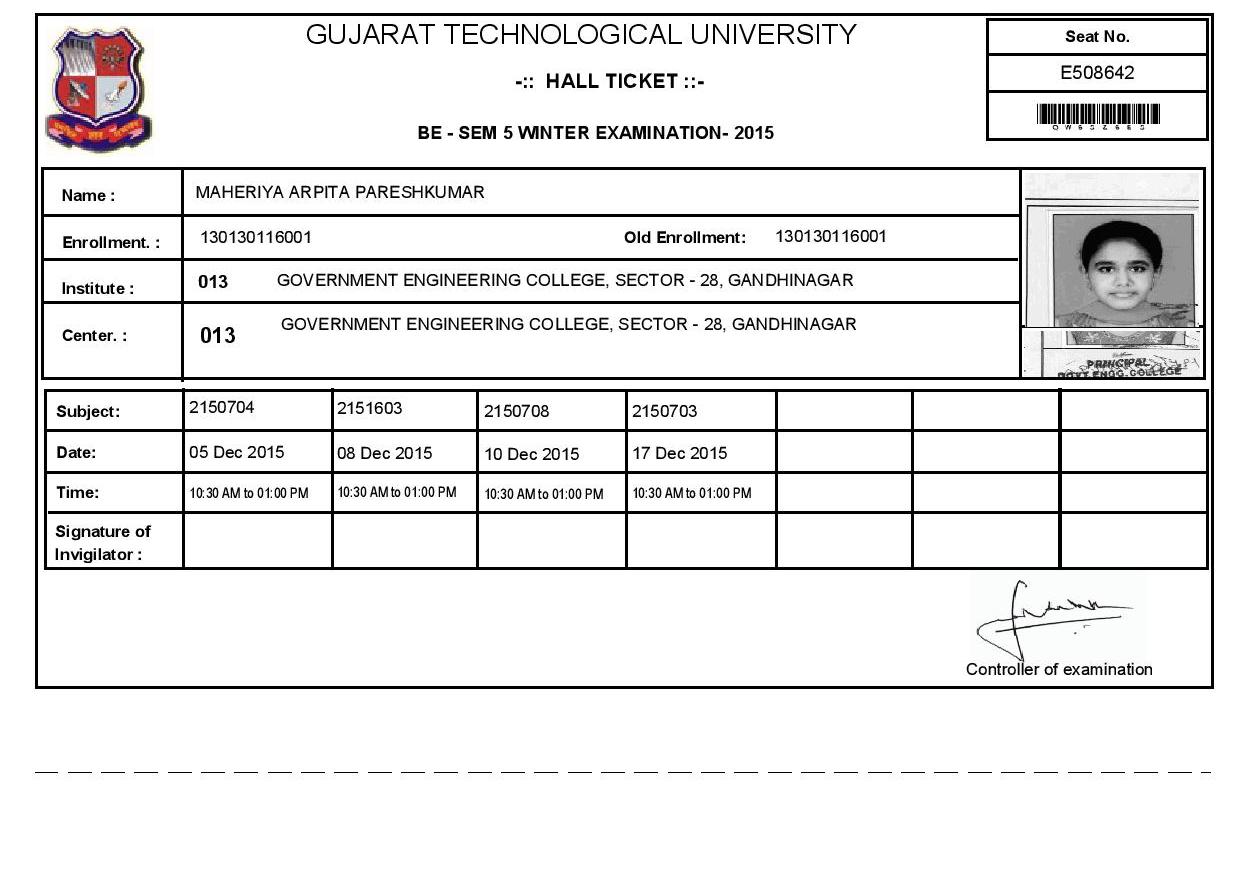 GUJARAT TECHNOLOGICAL UNIVERSITY
-:: HALL TICKET ::-
BE - SEM 5 WINTER EXAMINATION- 2015
Seat No.
E508642
Name : MAHERIYA ARPITA PARESHKUMAR
Enrollment. : 130130116001 Old Enrollment: 130130116001
Institute : 013 GOVERNMENT ENGINEERING COLLEGE, SECTOR - 28, GANDHINAGAR
Center. : 013 GOVERNMENT ENGINEERING COLLEGE, SECTOR - 28, GANDHINAGAR
PRINCIPAL
GOVT.ENGG.COLLEGE
Subject: 2150704 2151603 2150708 2150703
Date: 05 Dec 2015 08 Dec 2015 10 Dec 2015 17 Dec 2015
Time: 10:30 AM to 01:00 PM 10:30 AM to 01:00 PM 10:30 AM to 01:00 PM 10:30 AM to 01:00 PM
Signature of
Invigilator :
Controller of examination